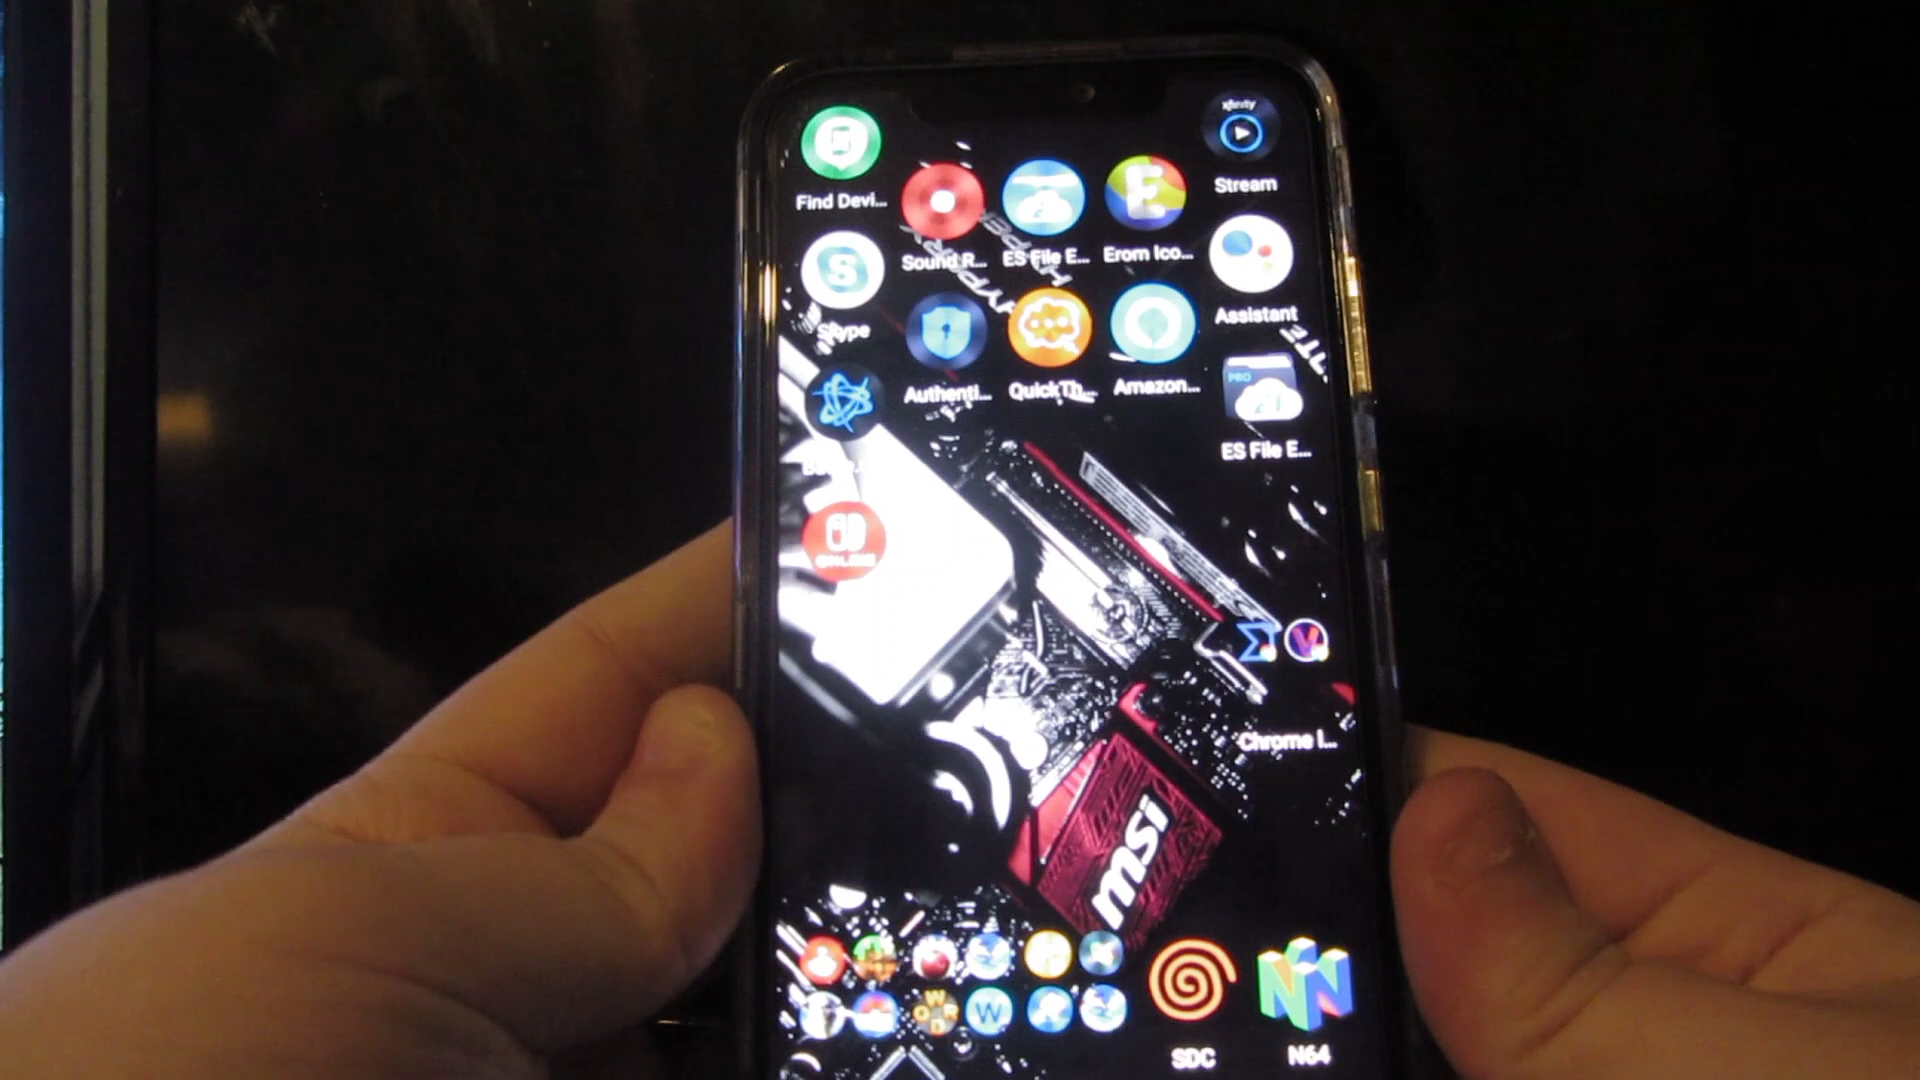 xfinity
Find Devi...
Stream
Sound R...
ES File E...
Erom Ico...
S
E
Skype
Assistant
Authenti...
QuickTh...
Amazon...
PRO
ES File E...
ONLINE
Chrome I...
msi
WORD
W
SDC
N64